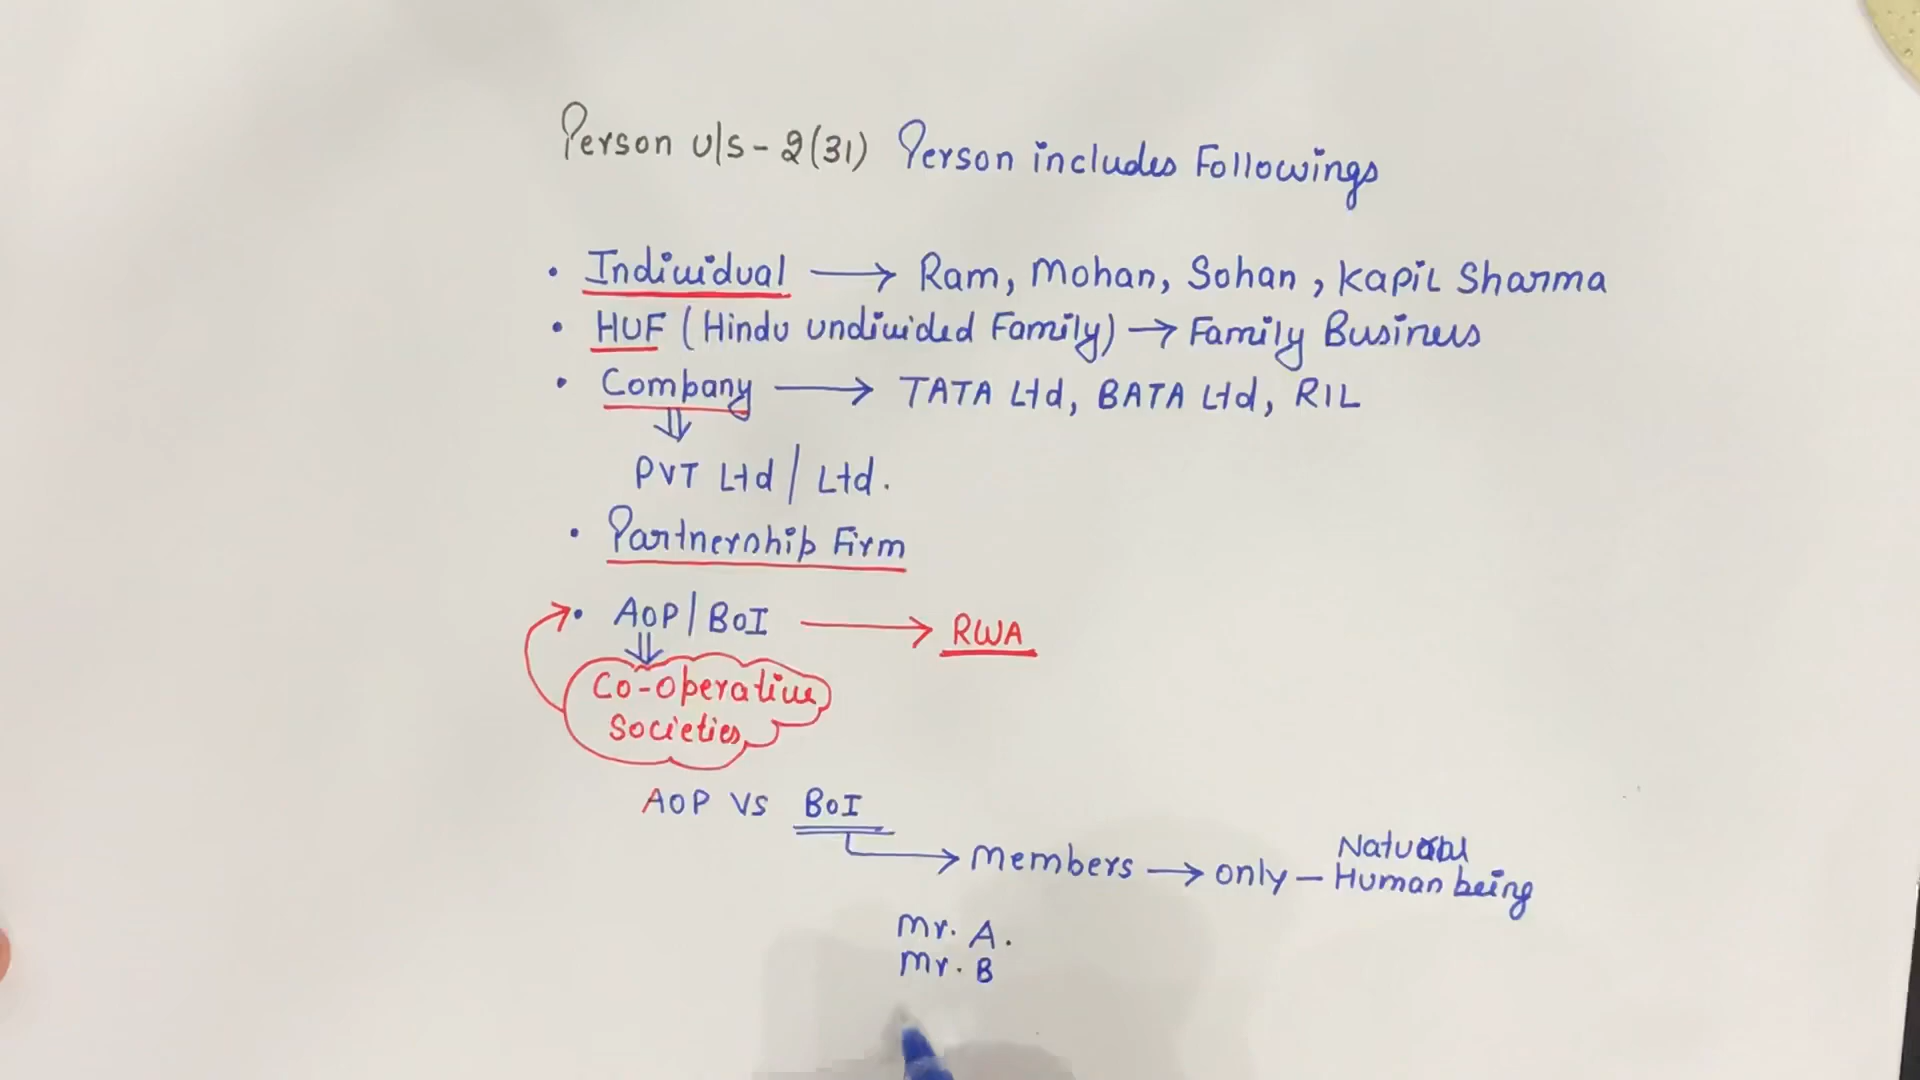 Person u/s - 2(31) Person includes Followings
• Individual → Ram, Mohan, Sohan, Kapil Sharma
• HUF (Hindu undivided Family) → Family Business
• Company → TATA Ltd, BATA Ltd, RIL
⇓
PVT Ltd / Ltd.
• Partnership Firm
• AOP / BOI → RWA
⇓
Co-operative
Societies
AOP VS BOI
→ Members → only - Natural
Human being
Mr. A.
Mr. B